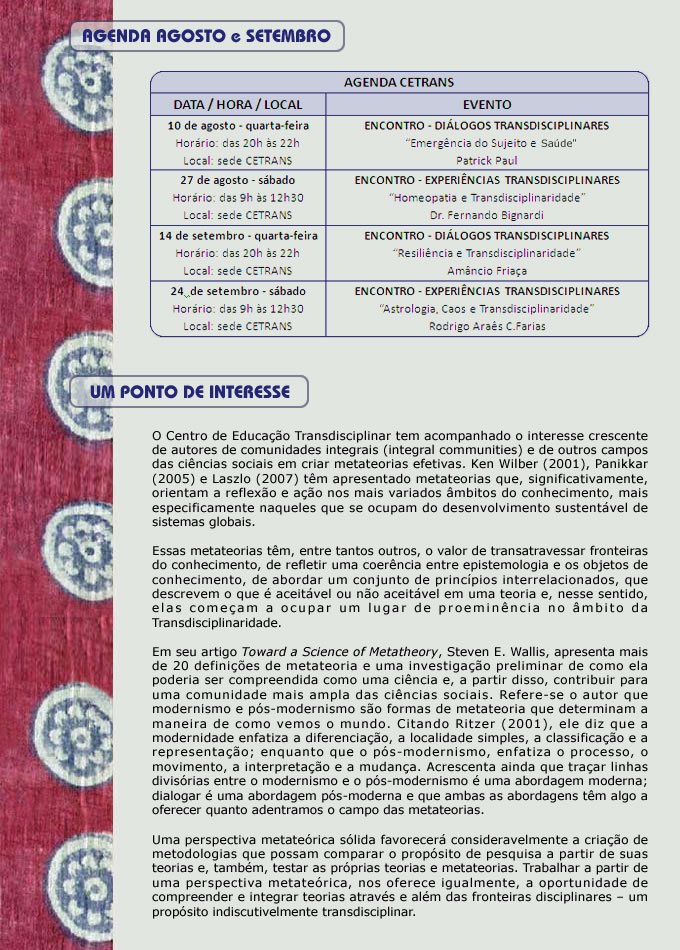 AGENDA AGOSTO e SETEMBRO
AGENDA CETRANS
DATA / HORA / LOCAL
EVENTO
10 de agosto - quarta-feira
Horário: das 20h às 22h
Local: sede CETRANS
ENCONTRO - DIÁLOGOS TRANSDISCIPLINARES
"Emergência do Sujeito e Saúde"
Patrick Paul
27 de agosto - sábado
Horário: das 9h às 12h30
Local: sede CETRANS
ENCONTRO - EXPERIÊNCIAS TRANSDISCIPLINARES
"Homeopatia e Transdisciplinaridade"
Dr. Fernando Bignardi
14 de setembro - quarta-feira
Horário: das 20h às 22h
Local: sede CETRANS
ENCONTRO - DIÁLOGOS TRANSDISCIPLINARES
"Resiliência e Transdisciplinaridade"
Amâncio Friaça
24 de setembro - sábado
Horário: das 9h às 12h30
Local: sede CETRANS
ENCONTRO - EXPERIÊNCIAS TRANSDISCIPLINARES
"Astrologia, Caos e Transdisciplinaridade"
Rodrigo Araês C.Farias
UM PONTO DE INTERESSE
O Centro de Educação Transdisciplinar tem acompanhado o interesse crescente
de autores de comunidades integrais (integral communities) e de outros campos
das ciências sociais em criar metateorias efetivas. Ken Wilber (2001), Panikkar
(2005) e Laszlo (2007) têm apresentado metateorias que, significativamente,
orientam a reflexão e ação nos mais variados âmbitos do conhecimento, mais
especificamente naqueles que se ocupam do desenvolvimento sustentável de
sistemas globais.
Essas metateorias têm, entre tantos outros, o valor de transatravessar fronteiras
do conhecimento, de refletir uma coerência entre epistemologia e os objetos de
conhecimento, de abordar um conjunto de princípios interrelacionados, que
descrevem o que é aceitável ou não aceitável em uma teoria e, nesse sentido,
elas começam a ocupar um lugar de proeminência no âmbito da
Transdisciplinaridade.
Em seu artigo Toward a Science of Metatheory, Steven E. Wallis, apresenta mais
de 20 definições de metateoria e uma investigação preliminar de como ela
poderia ser compreendida como uma ciência e, a partir disso, contribuir para
uma comunidade mais ampla das ciências sociais. Refere-se o autor que
modernismo e pós-modernismo são formas de metateoria que determinam a
maneira de como vemos o mundo. Citando Ritzer (2001), ele diz que a
modernidade enfatiza a diferenciação, a localidade simples, a classificação e a
representação; enquanto que o pós-modernismo, enfatiza o processo, o
movimento, a interpretação e a mudança. Acrescenta ainda que traçar linhas
divisórias entre o modernismo e o pós-modernismo é uma abordagem moderna;
dialogar é uma abordagem pós-moderna e que ambas as abordagens têm algo a
oferecer quanto adentramos o campo das metateorias.
Uma perspectiva metateórica sólida favorecerá consideravelmente a criação de
metodologias que possam comparar o propósito de pesquisa a partir de suas
teorias e, também, testar as próprias teorias e metateorias. Trabalhar a partir de
uma perspectiva metateórica, nos oferece igualmente, a oportunidade de
compreender e integrar teorias através e além das fronteiras disciplinares – um
propósito indiscutivelmente transdisciplinar.